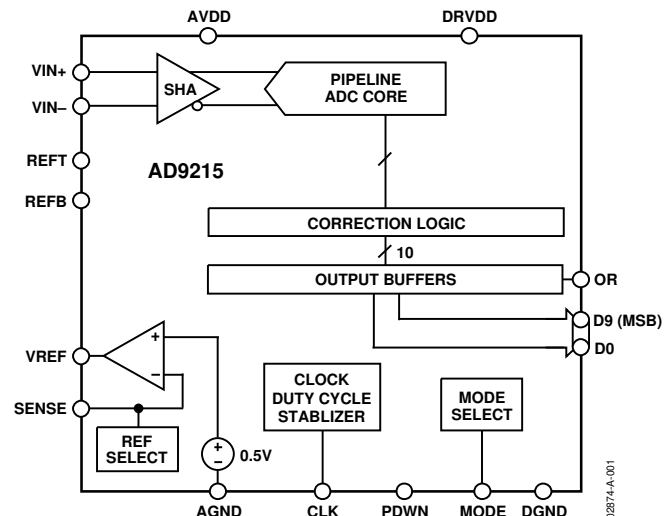 AVDD
DRVDD
VIN+
VIN–
SHA
PIPELINE
ADC CORE
REFT
REFB
AD9215
CORRECTION LOGIC
10
OUTPUT BUFFERS
OR
D9 (MSB)
D0
VREF
+
–
SENSE
REF
SELECT
+
–
0.5V
CLOCK
DUTY CYCLE
STABLIZER
MODE
SELECT
AGND
CLK
PDWN
MODE
DGND
02874-A-001